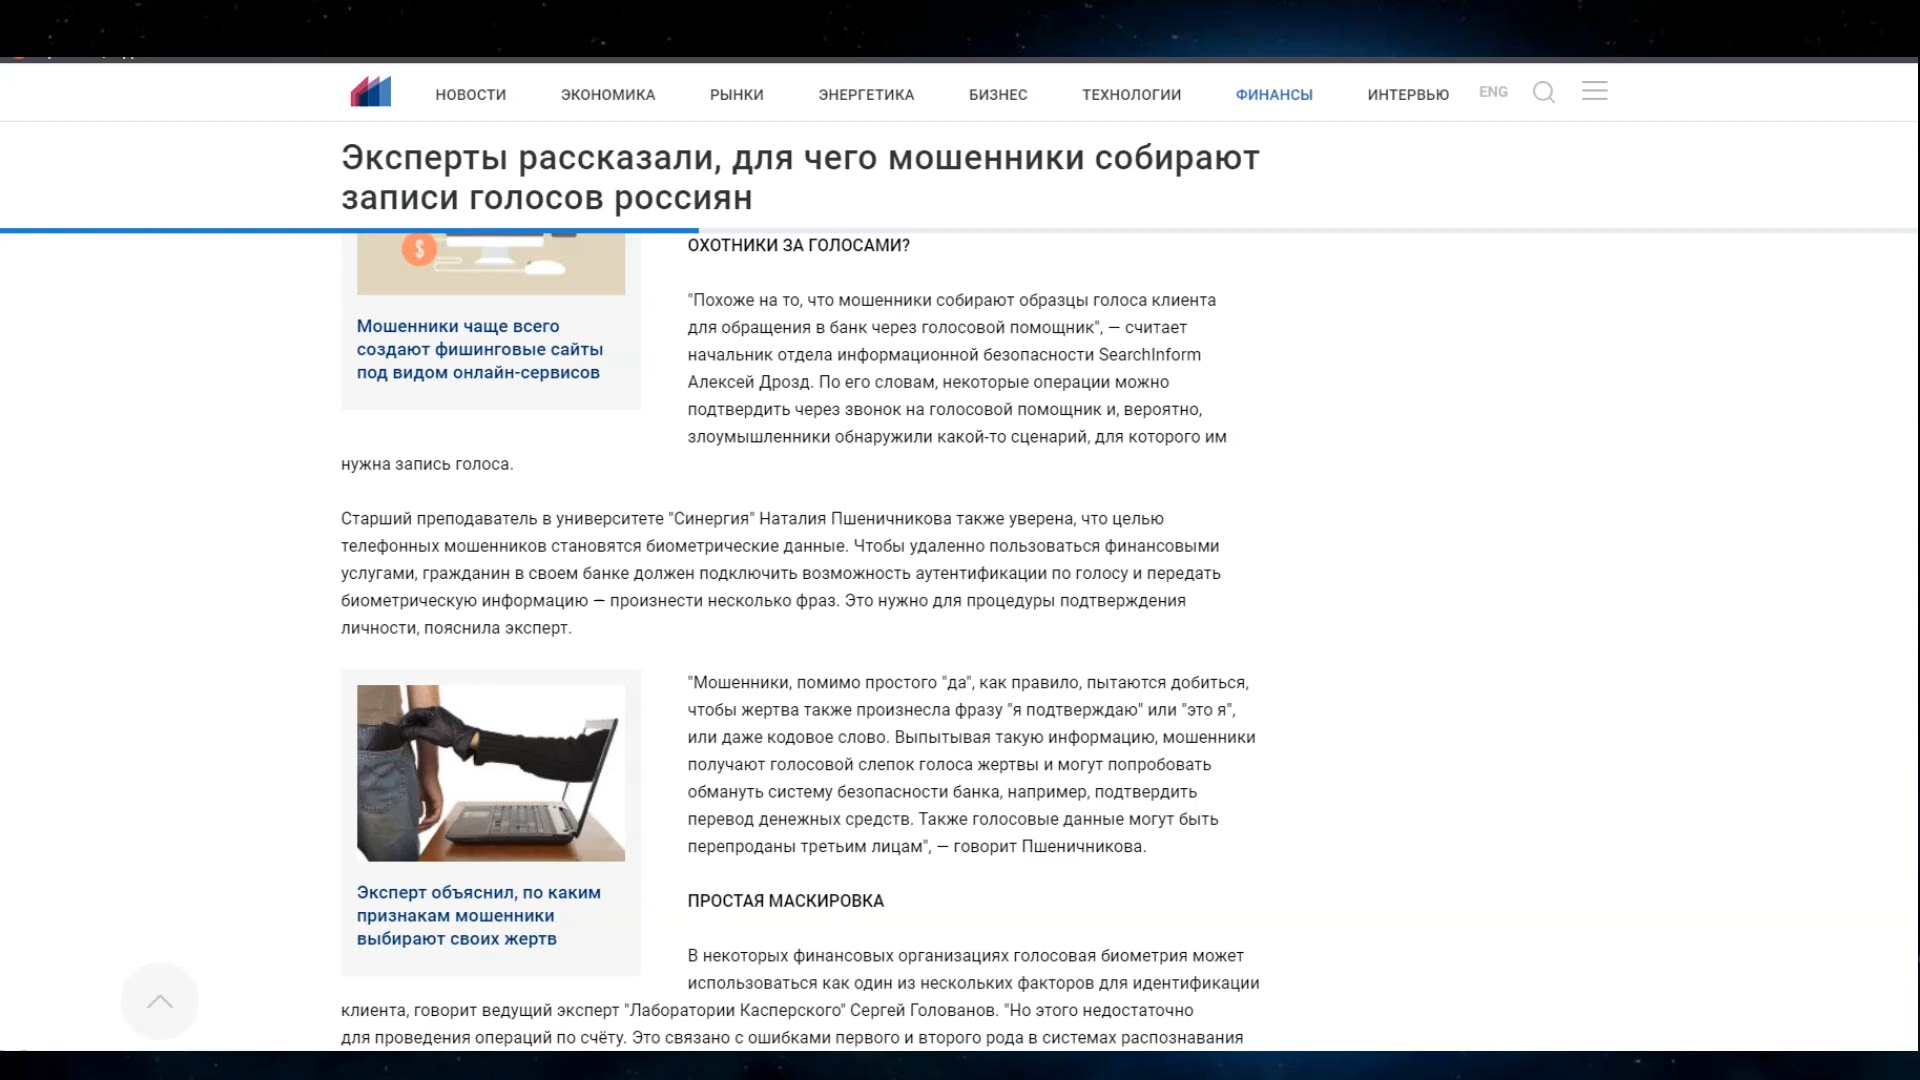 НОВОСТИ ЭКОНОМИКА РЫНКИ ЭНЕРГЕТИКА БИЗНЕС ТЕХНОЛОГИИ ФИНАНСЫ ИНТЕРВЬЮ ENG
Эксперты рассказали, для чего мошенники собирают
записи голосов россиян
Мошенники чаще всего
создают фишинговые сайты
под видом онлайн-сервисов
ОХОТНИКИ ЗА ГОЛОСАМИ?
"Похоже на то, что мошенники собирают образцы голоса клиента
для обращения в банк через голосовой помощник", — считает
начальник отдела информационной безопасности SearchInform
Алексей Дрозд. По его словам, некоторые операции можно
подтвердить через звонок на голосовой помощник и, вероятно,
злоумышленники обнаружили какой-то сценарий, для которого им
нужна запись голоса.
Старший преподаватель в университете "Синергия" Наталия Пшеничникова также уверена, что целью
телефонных мошенников становятся биометрические данные. Чтобы удаленно пользоваться финансовыми
услугами, гражданин в своем банке должен подключить возможность аутентификации по голосу и передать
биометрическую информацию — произнести несколько фраз. Это нужно для процедуры подтверждения
личности, пояснила эксперт.
Эксперт объяснил, по каким
признакам мошенники
выбирают своих жертв
"Мошенники, помимо простого "да", как правило, пытаются добиться,
чтобы жертва также произнесла фразу "я подтверждаю" или "это я",
или даже кодовое слово. Выпытывая такую информацию, мошенники
получают голосовой слепок голоса жертвы и могут попробовать
обмануть систему безопасности банка, например, подтвердить
перевод денежных средств. Также голосовые данные могут быть
перепроданы третьим лицам", — говорит Пшеничникова.
ПРОСТАЯ МАСКИРОВКА
В некоторых финансовых организациях голосовая биометрия может
использоваться как один из нескольких факторов для идентификации
клиента, говорит ведущий эксперт "Лаборатории Касперского" Сергей Голованов. "Но этого недостаточно
для проведения операций по счёту. Это связано с ошибками первого и второго рода в системах распознавания